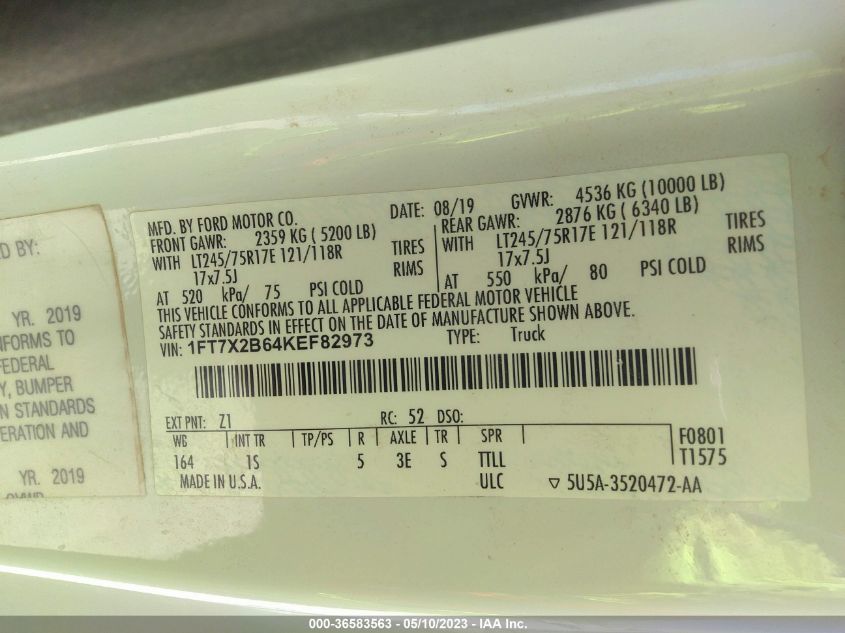 D BY:
YR. 2019
NFORMS TO
FEDERAL
Y, BUMPER
N STANDARDS
ERATION AND
YR. 2019
MFD. BY FORD MOTOR CO.
DATE: 08/19 GVWR: 4536 KG (10000 LB)
FRONT GAWR: 2359 KG ( 5200 LB) REAR GAWR: 2876 KG ( 6340 LB)
WITH LT245/75R17E 121/118R TIRES WITH LT245/75R17E 121/118R TIRES
17x7.5J RIMS 17x7.5J RIMS
AT 520 kPa/ 75 PSI COLD AT 550 kPa/ 80 PSI COLD
THIS VEHICLE CONFORMS TO ALL APPLICABLE FEDERAL MOTOR VEHICLE
SAFETY STANDARDS IN EFFECT ON THE DATE OF MANUFACTURE SHOWN ABOVE.
VIN: 1FT7X2B64KEF82973 TYPE: Truck
EXT PNT: Z1 RC: 52 DSO:
WB INT TR TP/PS R AXLE TR SPR F0801
164 1S 5 3E S TTLL T1575
MADE IN U.S.A. ULC ▽ 5U5A-3520472-AA
000-36583563 - 05/10/2023 - IAA Inc.